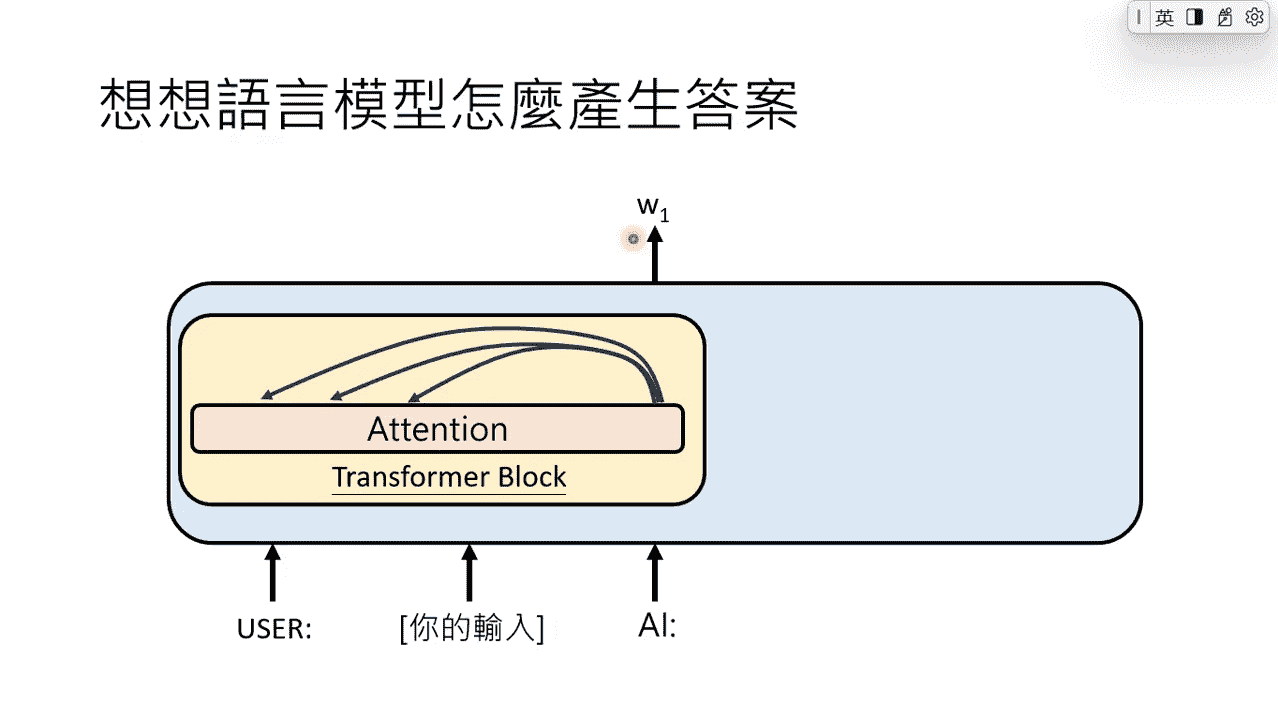 英
想想語言模型怎麼產生答案
w₁
Attention
Transformer Block
USER:
[你的輸入]
AI: